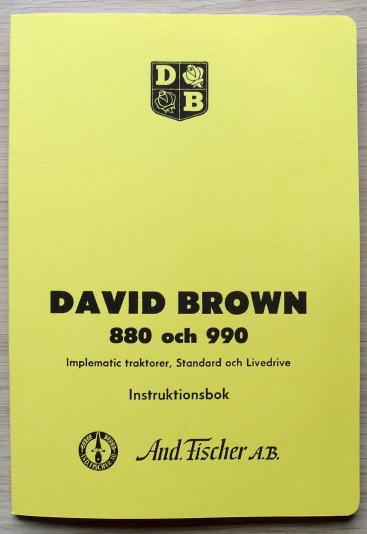 D
B
DAVID BROWN
880 och 990
Implematic traktorer, Standard och Livedrive
Instruktionsbok
And. Fischer A.B.